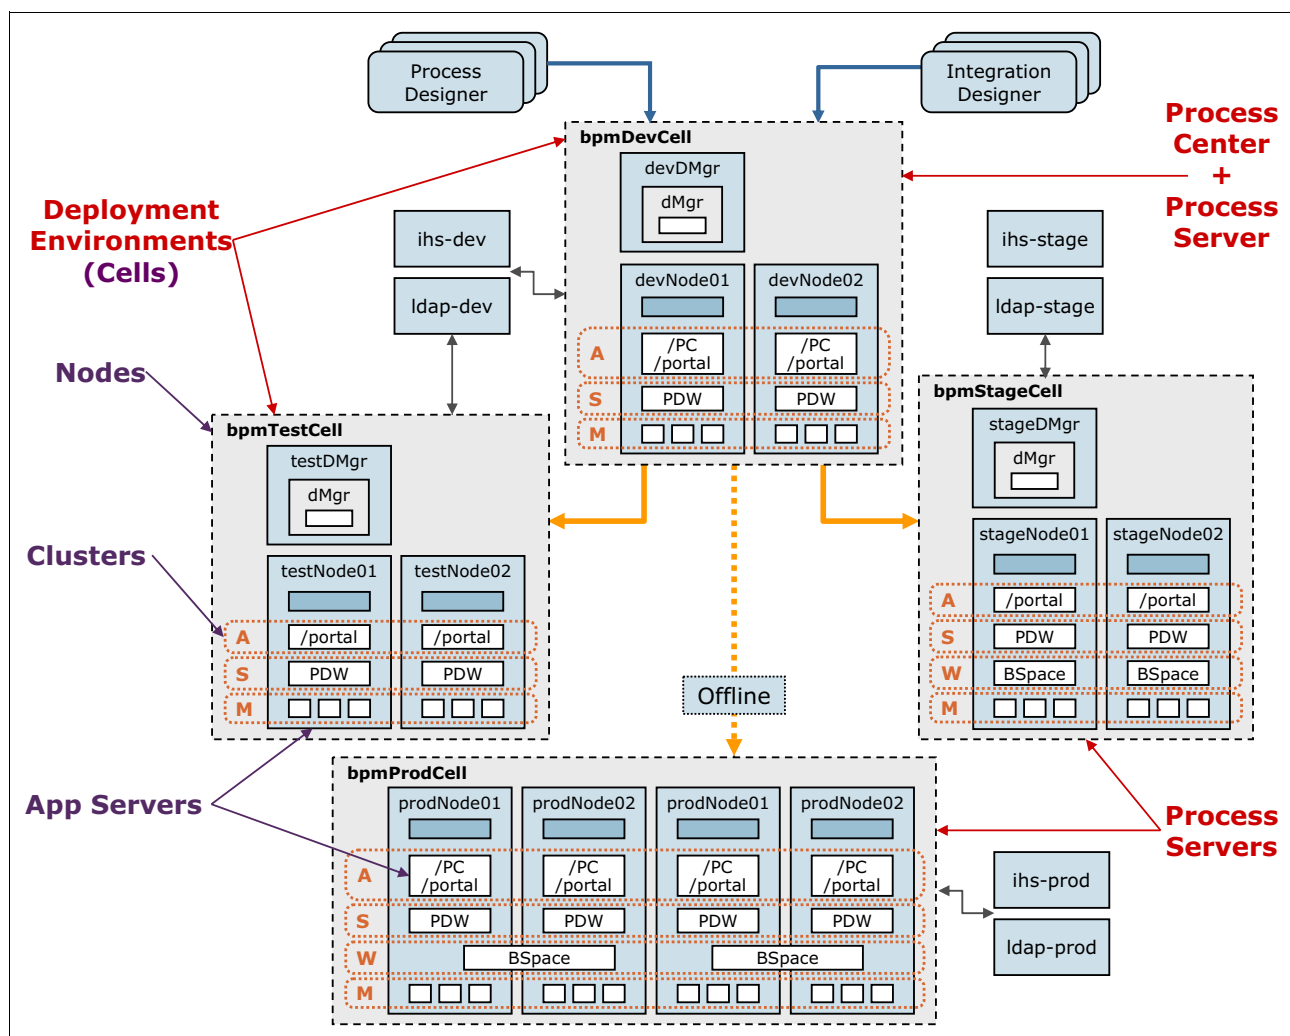 Process
Designer
Integration
Designer
bpmDevCell
Process
Center
+
Process
Server
devDMgr
dMgr
Deployment
Environments
(Cells)
ihs-dev
ldap-dev
ihs-stage
ldap-stage
devNode01
devNode02
A
/PC
/portal
/PC
/portal
S
PDW
PDW
M
Nodes
bpmTestCell
testDMgr
dMgr
bpmStageCell
stageDMgr
dMgr
Clusters
testNode01
testNode02
A
/portal
/portal
S
PDW
PDW
M
stageNode01
stageNode02
A
/portal
/portal
S
PDW
PDW
W
BSpace
BSpace
M
Offline
App Servers
bpmProdCell
prodNode01
prodNode02
prodNode01
prodNode02
A
/PC
/portal
/PC
/portal
/PC
/portal
/PC
/portal
S
PDW
PDW
PDW
PDW
W
BSpace
BSpace
M
Process
Servers
ihs-prod
ldap-prod